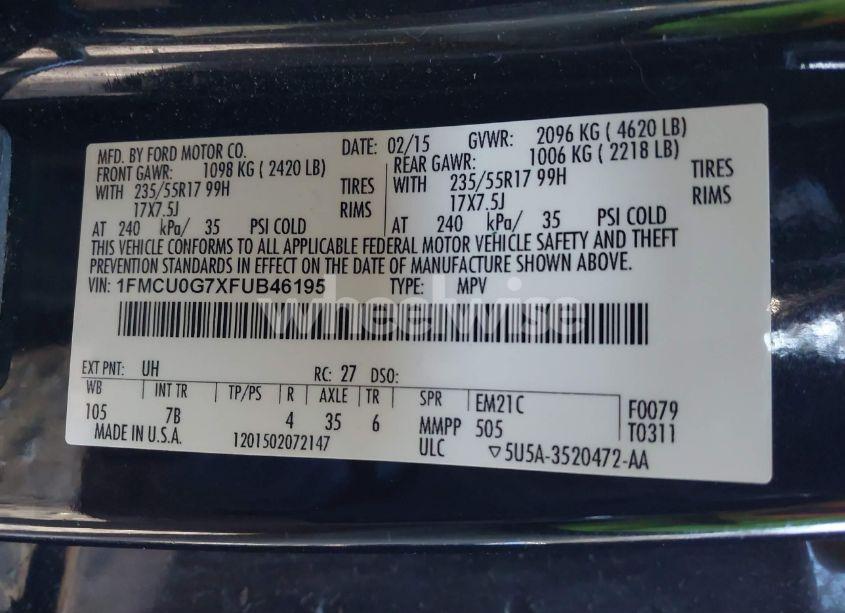 MFD. BY FORD MOTOR CO. DATE: 02/15 GVWR: 2096 KG ( 4620 LB)
FRONT GAWR: 1098 KG ( 2420 LB) REAR GAWR: 1006 KG ( 2218 LB)
WITH 235/55R17 99H TIRES WITH 235/55R17 99H TIRES
17X7.5J RIMS 17X7.5J RIMS
AT 240 kPa/ 35 PSI COLD AT 240 kPa/ 35 PSI COLD
THIS VEHICLE CONFORMS TO ALL APPLICABLE FEDERAL MOTOR VEHICLE SAFETY AND THEFT
PREVENTION STANDARDS IN EFFECT ON THE DATE OF MANUFACTURE SHOWN ABOVE.
VIN: 1FMCU0G7XFUB46195 TYPE: MPV
wheelwise
EXT PNT: UH RC: 27 DSO:
WB INT TR TP/PS R AXLE TR SPR EM21C F0079
105 7B 4 35 6 MMPP 505 T0311
MADE IN U.S.A. 1201502072147 ULC ▽5U5A-3520472-AA